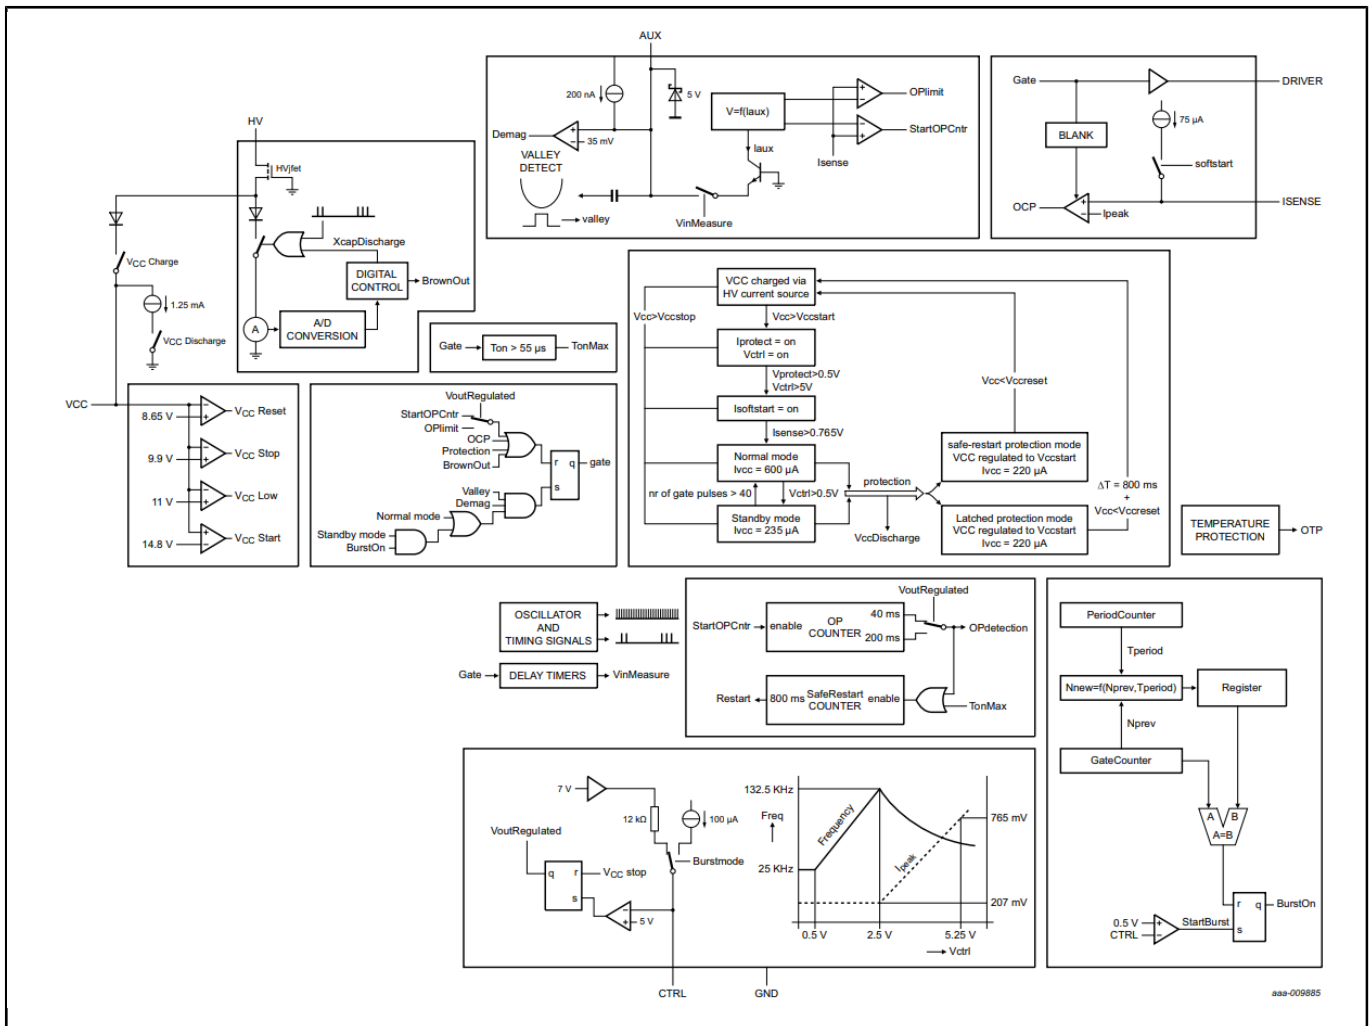 AUX
200 nA
5 V
Demag
35 mV
VALLEY
DETECT
valley
V=f(Iaux)
Iaux
VinMeasure
OPlimit
StartOPCntr
Isense
Gate
DRIVER
75 µA
BLANK
softstart
OCP
Ipeak
ISENSE
HV
HVjfet
XcapDischarge
DIGITAL
CONTROL
BrownOut
A
A/D
CONVERSION
VCC Charge
1.25 mA
VCC Discharge
Gate
Ton > 55 µs
TonMax
VCC
8.65 V
VCC Reset
9.9 V
VCC Stop
11 V
VCC Low
14.8 V
VCC Start
VoutRegulated
StartOPCntr
OPlimit
OCP
Protection
BrownOut
r
q
gate
s
Valley
Demag
Normal mode
Standby mode
BurstOn
VCC charged via
HV current source
Vcc>Vccstop
Vcc>Vccstart
Iprotect = on
Vctrl = on
Vprotect>0.5V
Vctrl>5V
Isoftstart = on
Isense>0.765V
Normal mode
Ivcc = 600 µA
nr of gate pulses > 40
Vctrl>0.5V
Standby mode
Ivcc = 235 µA
protection
VccDischarge
Vcc<Vccreset
safe-restart protection mode
VCC regulated to Vccstart
Ivcc = 220 µA
Latched protection mode
VCC regulated to Vccstart
Ivcc = 220 µA
ΔT = 800 ms
+
Vcc<Vccreset
TEMPERATURE
PROTECTION
OTP
OSCILLATOR
AND
TIMING SIGNALS
Gate
DELAY TIMERS
VinMeasure
VoutRegulated
StartOPCntr
enable
OP
COUNTER
40 ms
200 ms
OPdetection
Restart
800 ms
SafeRestart
COUNTER
enable
TonMax
PeriodCounter
Tperiod
Nnew=f(Nprev,Tperiod)
Register
Nprev
GateCounter
A
B
A=B
r
q
BurstOn
s
0.5 V
CTRL
StartBurst
7 V
12 kΩ
100 µA
VoutRegulated
Burstmode
q
r
VCC stop
s
5 V
132.5 KHz
Freq
25 KHz
Frequency
Ipeak
765 mV
207 mV
0.5 V
2.5 V
5.25 V
Vctrl
CTRL
GND
aaa-009885